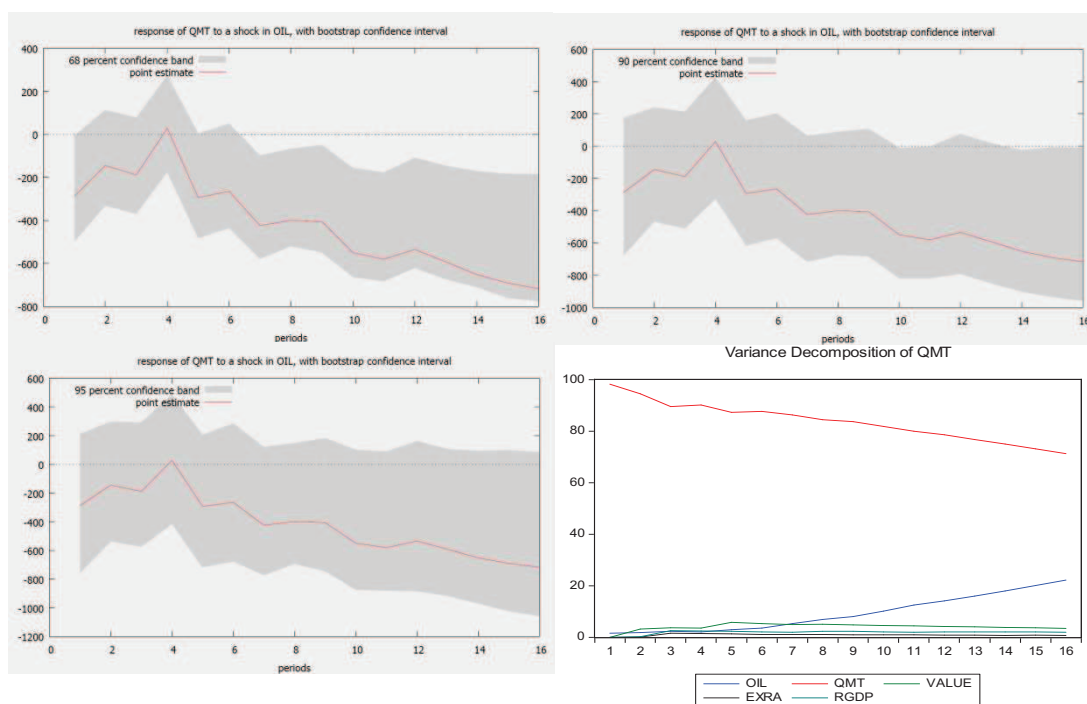 response of QMT to a shock in OIL, with bootstrap confidence interval
400
68 percent confidence band
point estimate
200
0
-200
-400
-600
-800
0 2 4 6 8 10 12 14 16
periods
response of QMT to a shock in OIL, with bootstrap confidence interval
600
90 percent confidence band
400
point estimate
200
0
-200
-400
-600
-800
-1000
0 2 4 6 8 10 12 14 16
periods
response of QMT to a shock in OIL, with bootstrap confidence interval
600
95 percent confidence band
400
point estimate
200
0
-200
-400
-600
-800
-1000
-1200
0 2 4 6 8 10 12 14 16
periods
Variance Decomposition of QMT
100
80
60
40
20
0
1 2 3 4 5 6 7 8 9 10 11 12 13 14 15 16
OIL QMT VALUE
EXRA RGDP